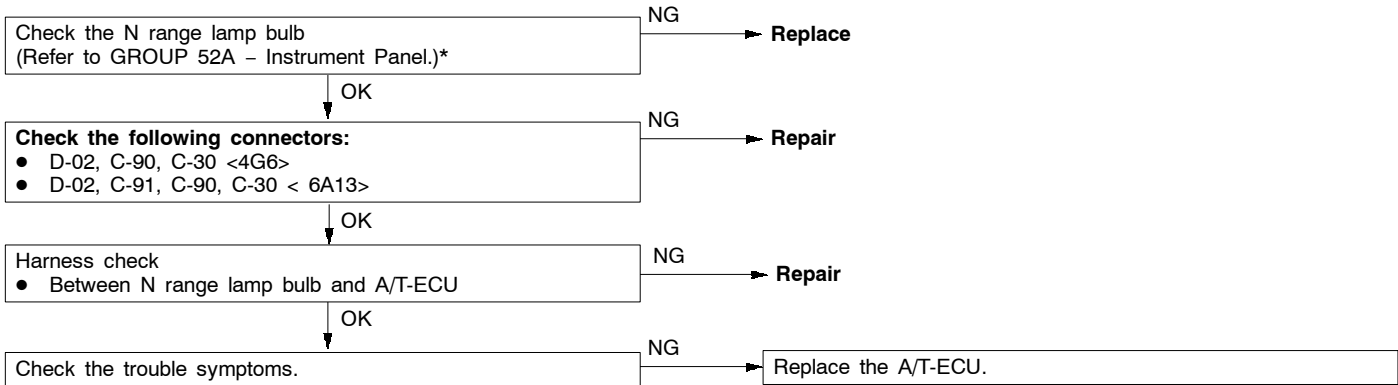 Check the N range lamp bulb
(Refer to GROUP 52A – Instrument Panel.)*
NG
Replace
OK
Check the following connectors:
● D-02, C-90, C-30 <4G6>
● D-02, C-91, C-90, C-30 < 6A13>
NG
Repair
OK
Harness check
● Between N range lamp bulb and A/T-ECU
NG
Repair
OK
Check the trouble symptoms.
NG
Replace the A/T-ECU.